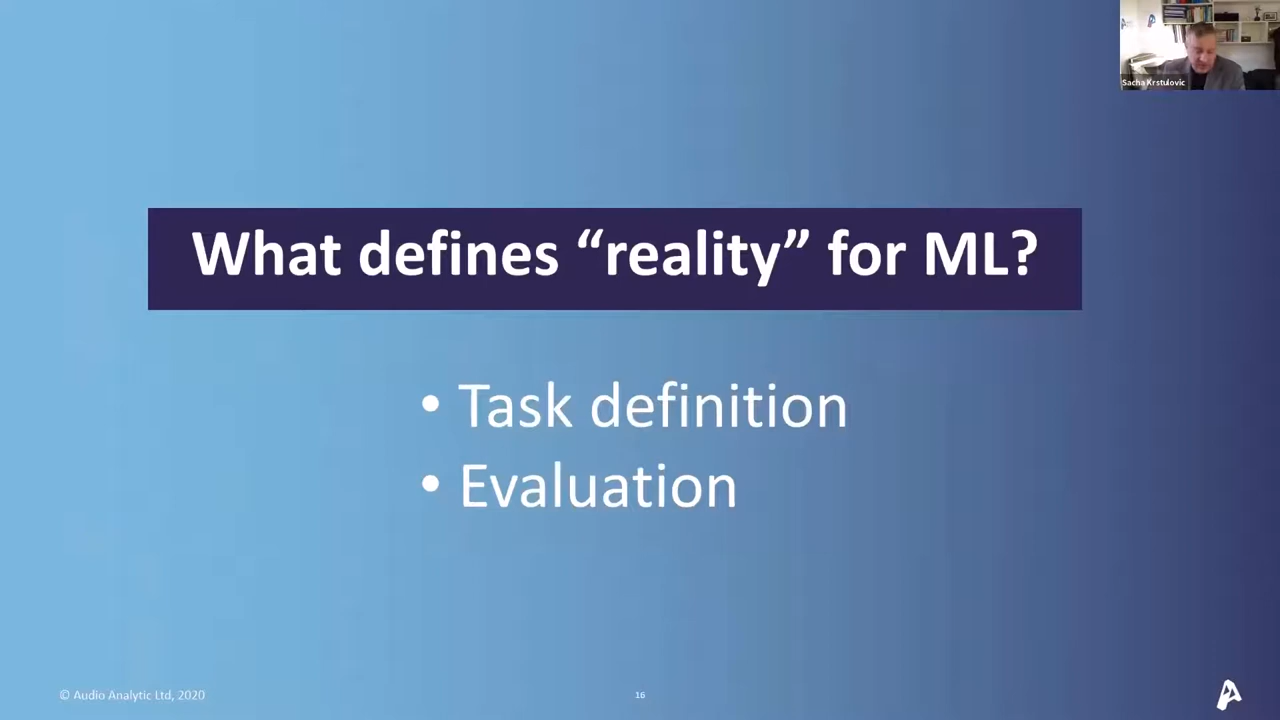 Sacha Krstulovic
What defines “reality” for ML?
• Task definition
• Evaluation
© Audio Analytic Ltd, 2020
16